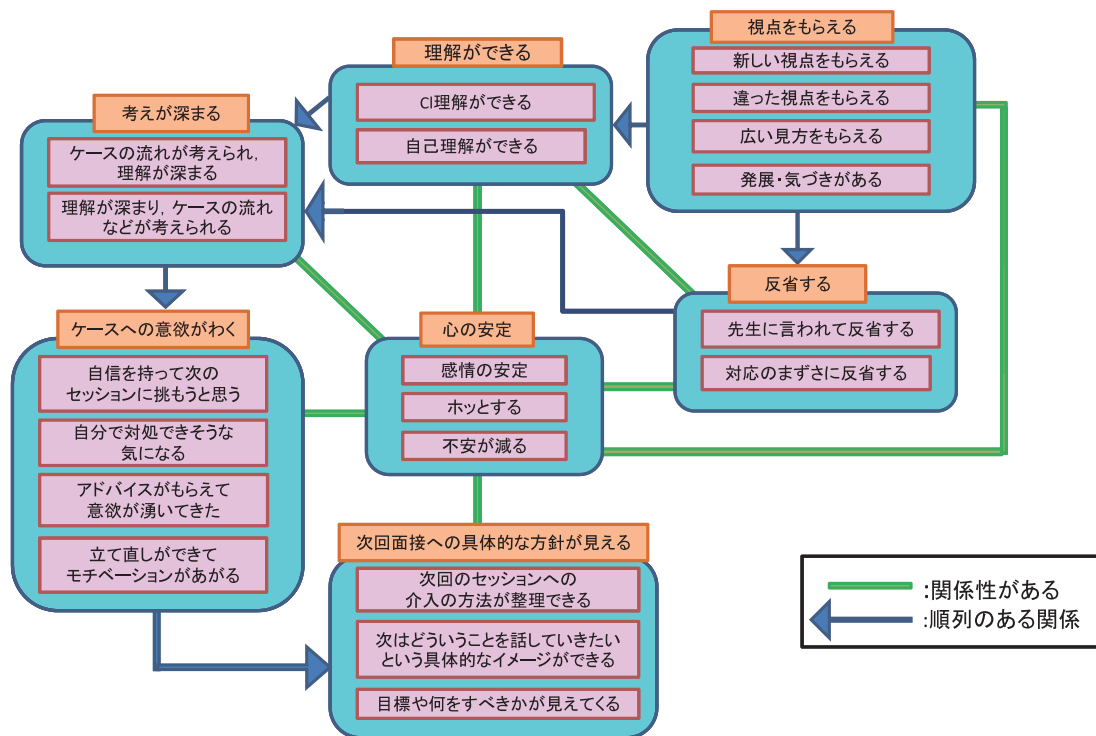 視点をもらえる
新しい視点をもらえる
違った視点をもらえる
広い見方をもらえる
発展・気づきがある
理解ができる
CI理解ができる
自己理解ができる
考えが深まる
ケースの流れが考えられ,
理解が深まる
理解が深まり, ケースの流れ
などが考えられる
反省する
先生に言われて反省する
対応のまずさに反省する
ケースへの意欲がわく
自信を持って次の
セッションに挑もうと思う
自分で対処できそうな
気になる
アドバイスがもらえて
意欲が湧いてきた
立て直しができて
モチベーションがあがる
心の安定
感情の安定
ホッとする
不安が減る
次回面接への具体的な方針が見える
次回のセッションへの
介入の方法が整理できる
次はどういうことを話していきたい
という具体的なイメージができる
目標や何をすべきかが見えてくる
:関係性がある
:順列のある関係